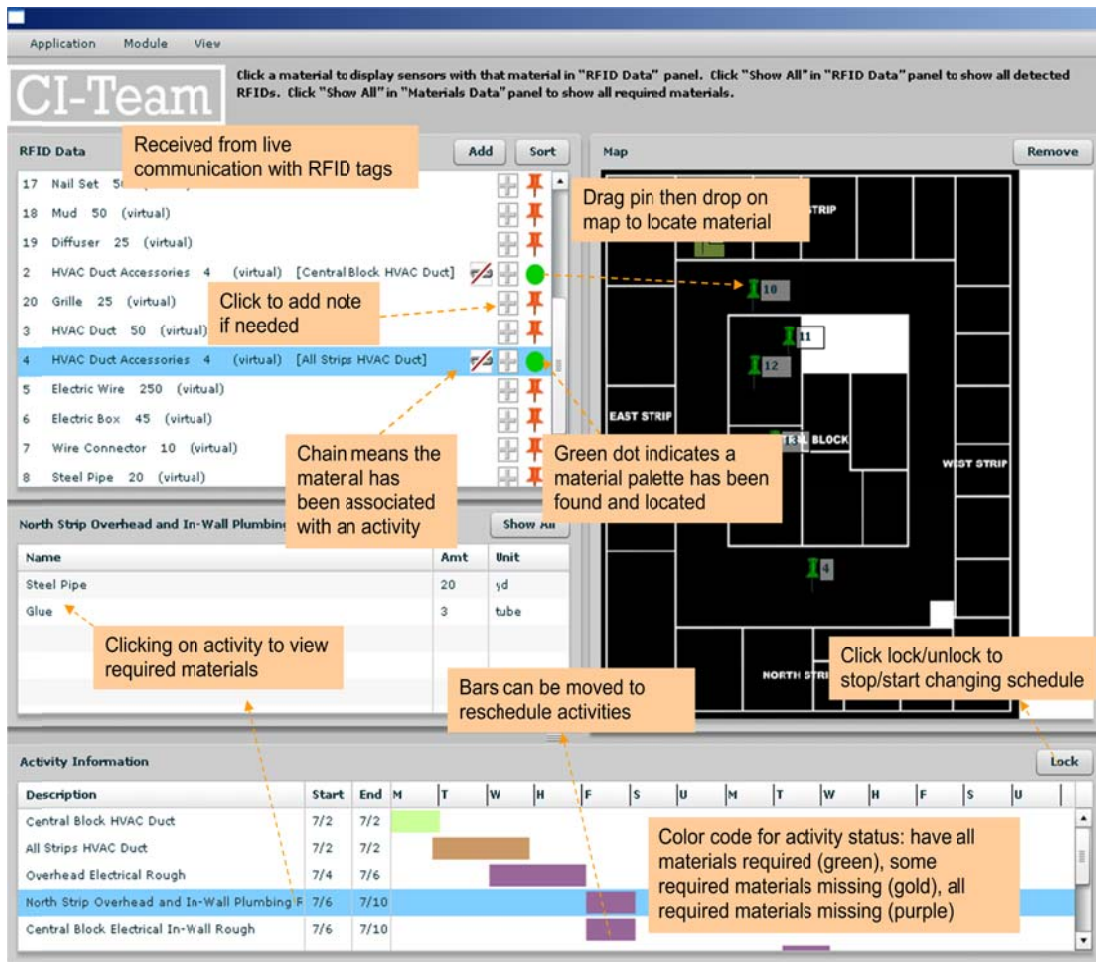 Application Module View
CI-Team
Click a material to display sensors with that material in "RFID Data" panel. Click "Show All" in "RFID Data" panel to show all detected
RFIDs. Click "Show All" in "Materials Data" panel to show all required materials.
RFID Data
Add
Sort
Received from live
communication with RFID tags
17 Nail Set (virtual)
18 Mud 50 (virtual)
19 Diffuser 25 (virtual)
2 HVAC Duct Accessories 4 (virtual) [CentralBlock HVAC Duct]
20 Grille 25 (virtual)
3 HVAC Duct 50 (virtual)
4 HVAC Duct Accessories 4 (virtual) [All Strips HVAC Duct]
5 Electric Wire 250 (virtual)
6 Electric Box 45 (virtual)
7 Wire Connector 10 (virtual)
8 Steel Pipe 20 (virtual)
Click to add note
if needed
Chain means the
material has
been associated
with an activity
Map
Remove
Drag pin then drop on
map to locate material
STRIP
10
11
12
EAST STRIP
13
BLOCK
WEST STRIP
Green dot indicates a
material palette has been
found and located
4
NORTH
Click lock/unlock to
stop/start changing schedule
North Strip Overhead and In-Wall Plumbing
Show All
Name Amt Unit
Steel Pipe 20 yd
Glue 3 tube
Clicking on activity to view
required materials
Bars can be moved to
reschedule activities
Activity Information
Lock
Description Start End M T W H F S U M T W H F S U
Central Block HVAC Duct 7/2 7/2
All Strips HVAC Duct 7/2 7/2
Overhead Electrical Rough 7/4 7/6
North Strip Overhead and In-Wall Plumbing R 7/6 7/10
Central Block Electrical In-Wall Rough 7/6 7/10
Color code for activity status: have all
materials required (green), some
required materials missing (gold), all
required materials missing (purple)